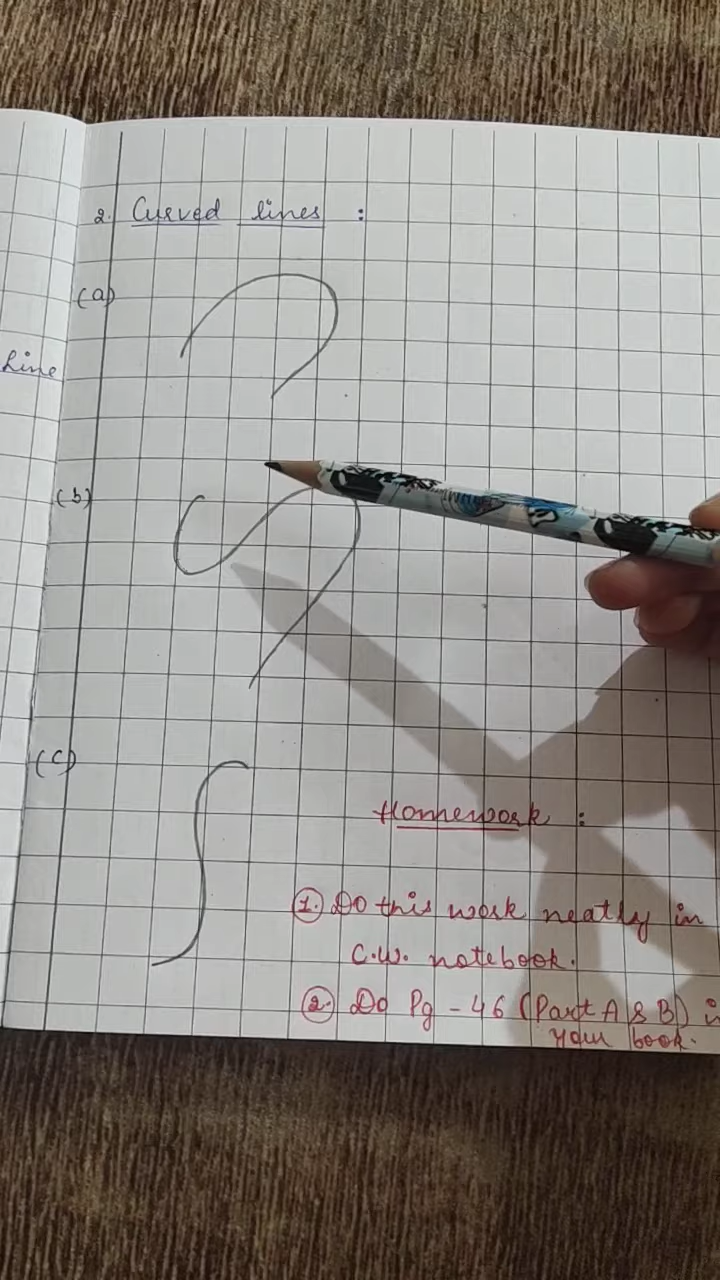 2. Curved lines :
(a)
Line
(b)
(c)
Homework :
1. Do this work neatly in
C.W. notebook.
2. Do Pg - 46 (Part A & B) in
your book.